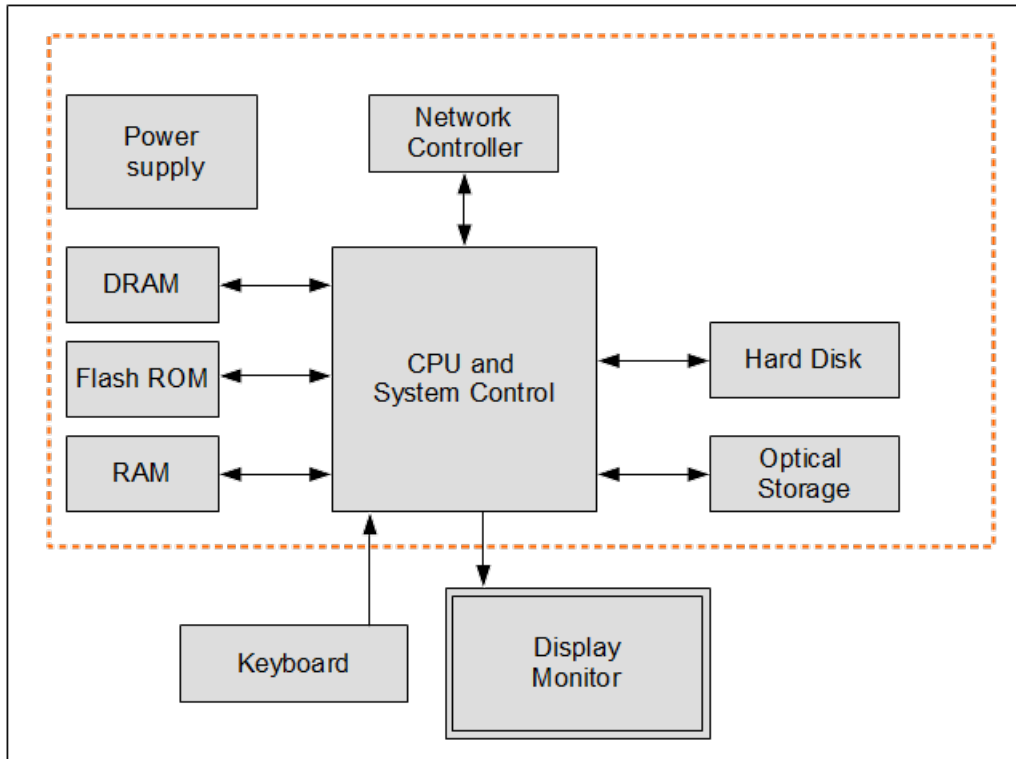 Power
supply
Network
Controller
DRAM
Flash ROM
RAM
CPU and
System Control
Hard Disk
Optical
Storage
Keyboard
Display
Monitor